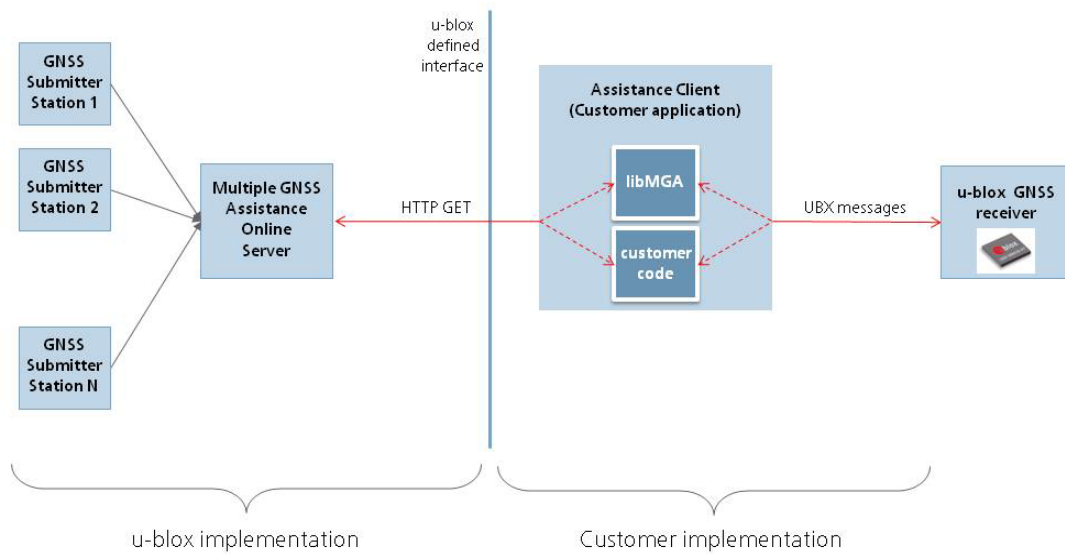 GNSS
Submitter
Station 1
GNSS
Submitter
Station 2
GNSS
Submitter
Station N
Multiple GNSS
Assistance
Online
Server
HTTP GET
u-blox
defined
interface
Assistance Client
(Customer application)
libMGA
customer
code
UBX messages
u-blox GNSS
receiver
u-blox implementation
Customer implementation